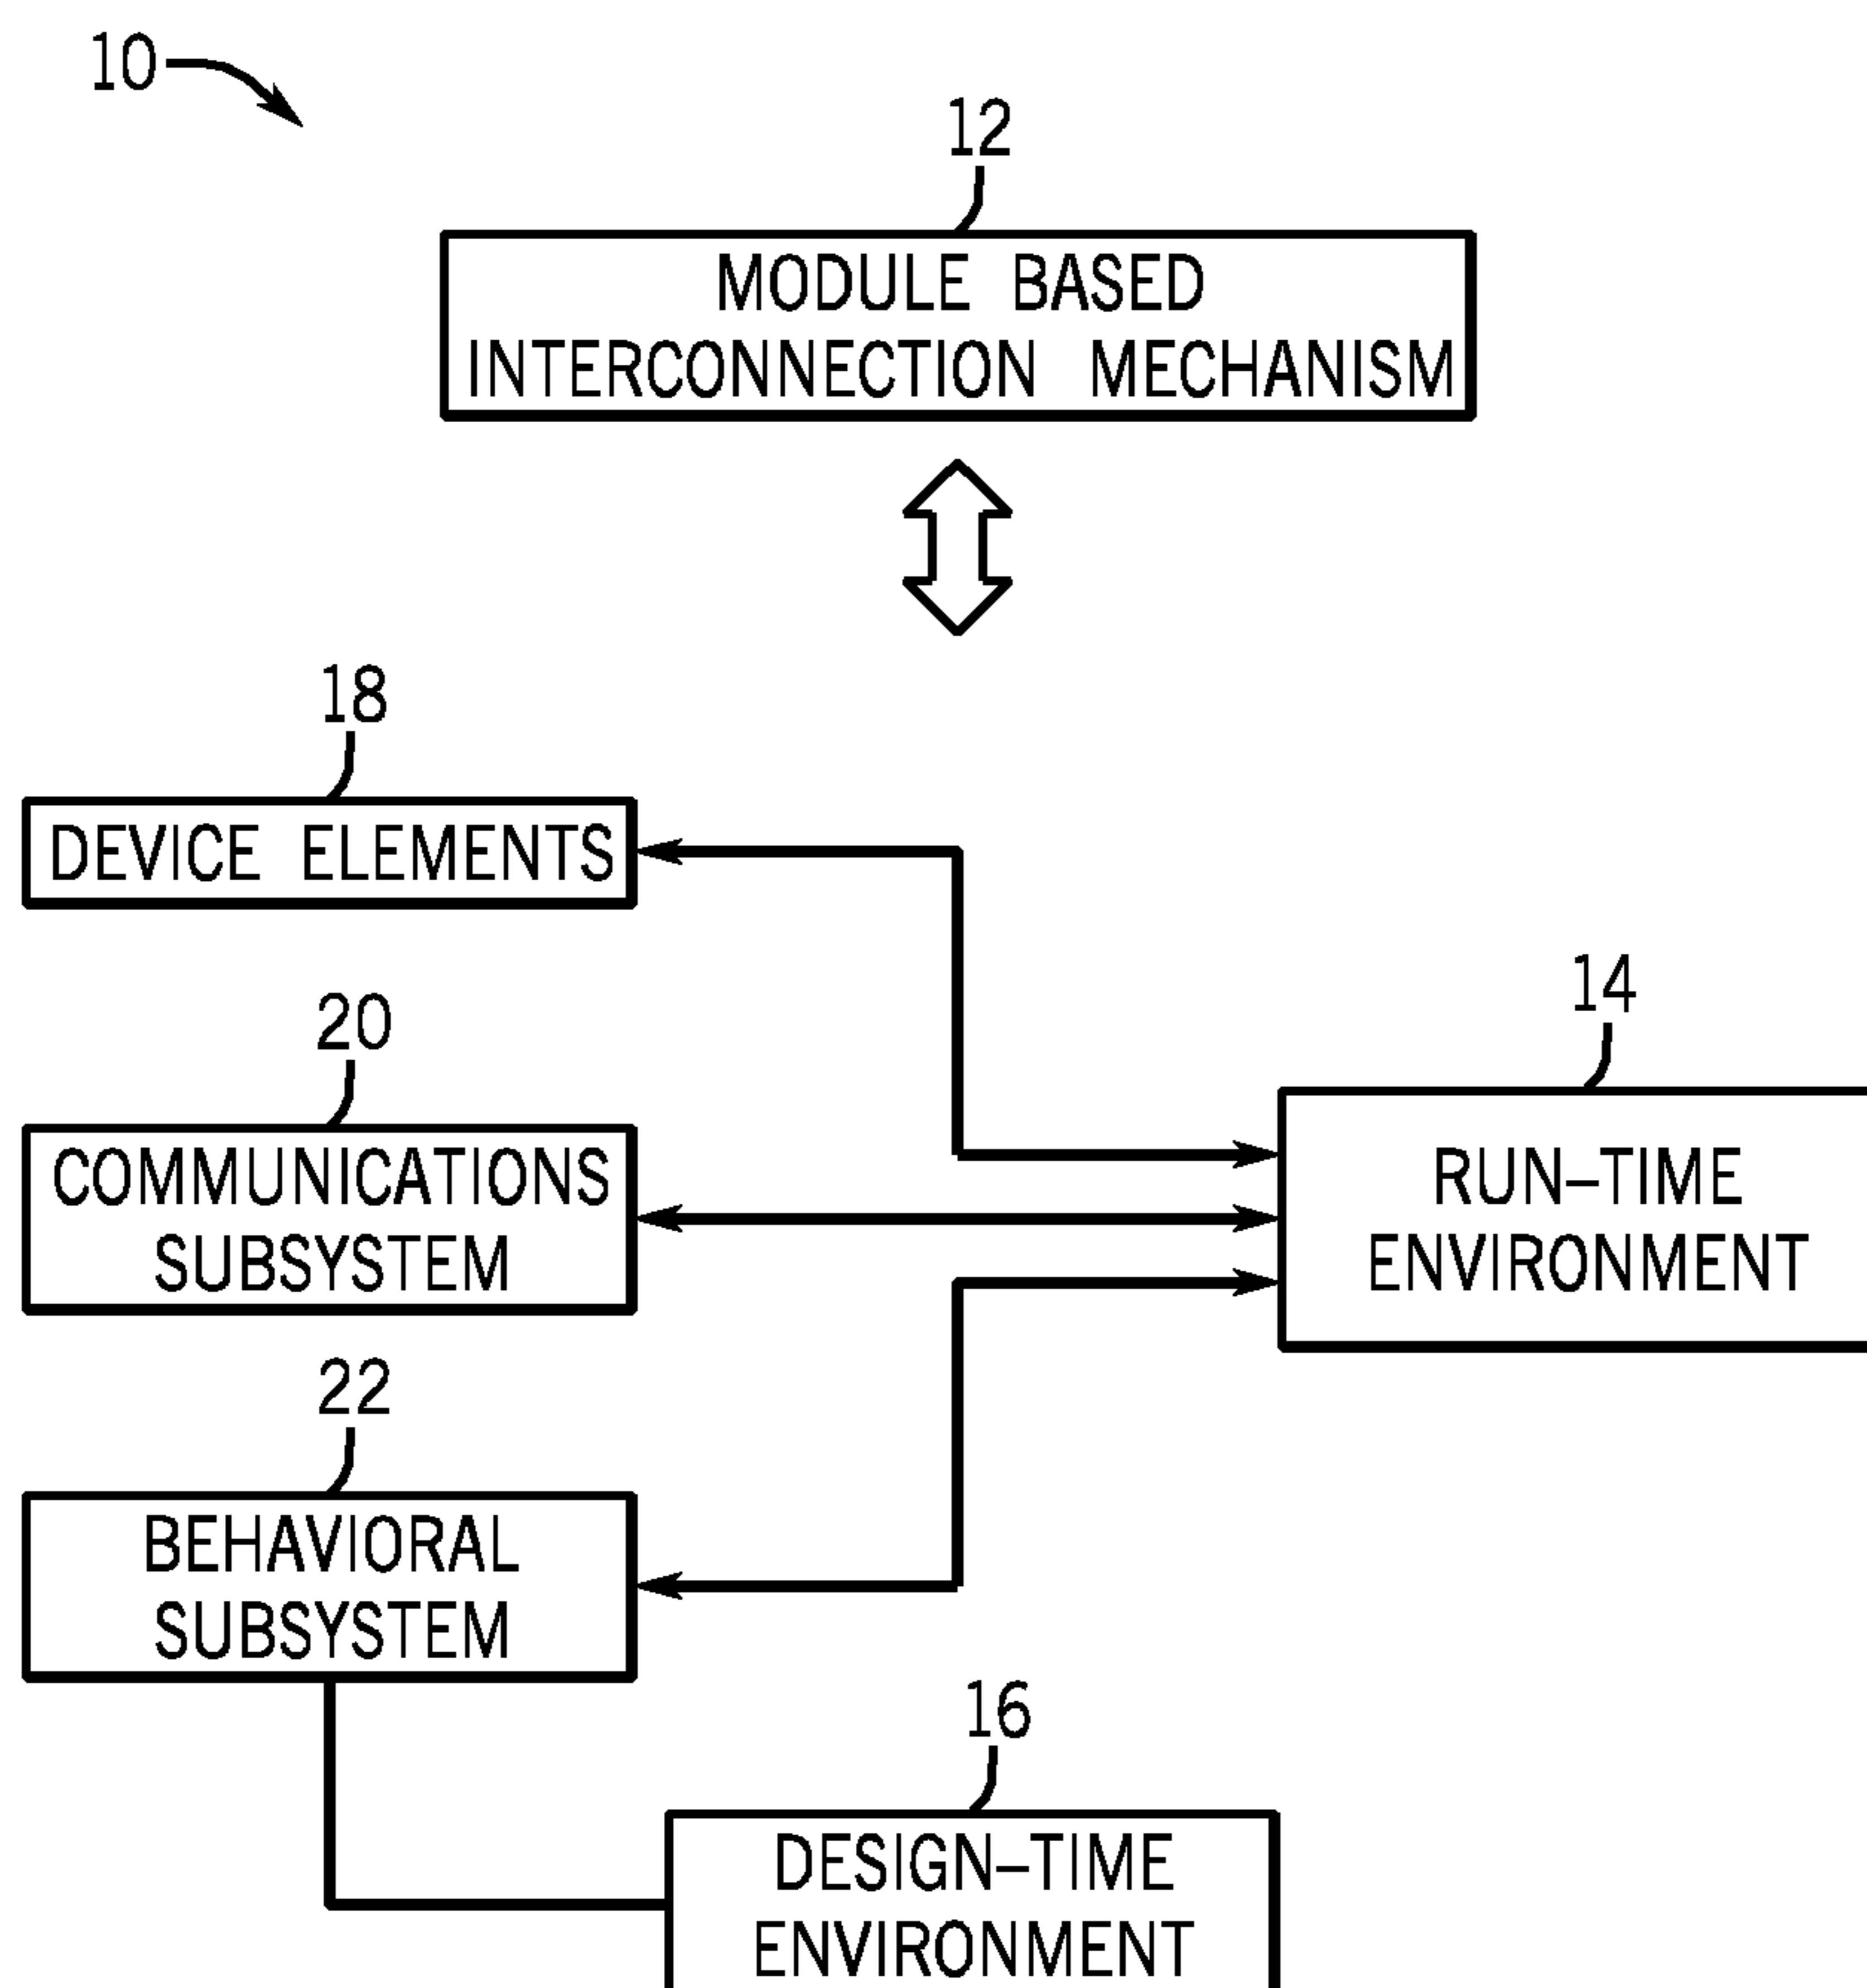 10
12
MODULE BASED
INTERCONNECTION MECHANISM
18
DEVICE ELEMENTS
20
COMMUNICATIONS
SUBSYSTEM
14
RUN-TIME
ENVIRONMENT
22
BEHAVIORAL
SUBSYSTEM
16
DESIGN-TIME
ENVIRONMENT